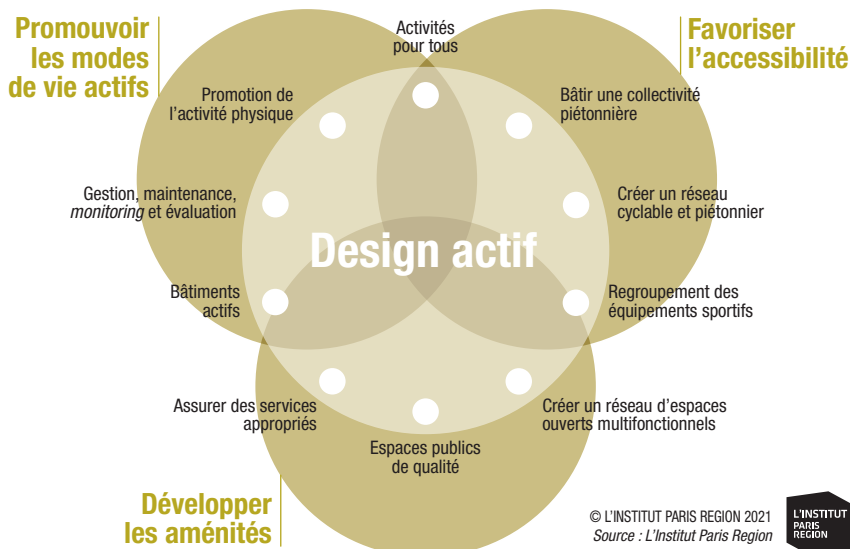 Promouvoir
les modes
de vie actifs
Activités
pour tous
Favoriser
l'accessibilité
Promotion de
l'activité physique
Bâtir une collectivité
piétonnière
Gestion, maintenance,
monitoring et évaluation
Créer un réseau
cyclable et piétonnier
Design actif
Bâtiments
actifs
Regroupement des
équipements sportifs
Assurer des services
appropriés
Créer un réseau d'espaces
ouverts multifonctionnels
Espaces publics
de qualité
Développer
les aménités
© L'INSTITUT PARIS REGION 2021
Source : L'Institut Paris Region
L'INSTITUT
PARIS
REGION